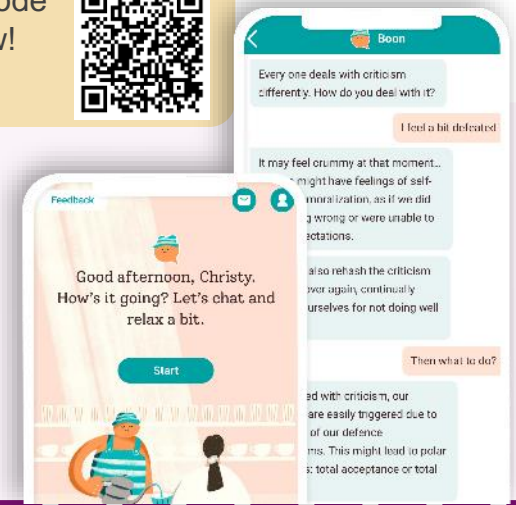 ode
w!
Boon
Every one deals with criticism
differently. How do you deal with it?
I feel a bit defeated
It may feel crummy at that moment...
might have feelings of self-
moralization, as if we did
g wrong or were unable to
ectations.
also rehash the criticism
ver again, continually
urselves for not doing well
Then what to do?
ed with criticism, our
are easily triggered due to
of our defence
ms. This might lead to polar
s: total acceptance or total
Feedback
Good afternoon, Christy.
How's it going? Let's chat and
relax a bit.
Start